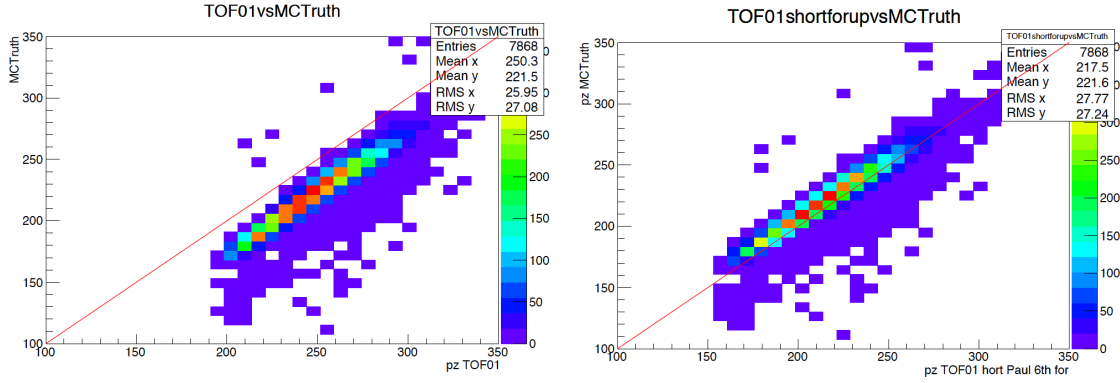 TOF01vsMCTruth
MCTruth
350
300
250
200
150
100
100
150
200
250
300
350
pz TOF01
TOF01vsMCTruth
Entries 7868
Mean x 250.3
Mean y 221.5
RMS x 25.95
RMS y 27.08
250
200
150
100
50
0
TOF01shortforupvsMCTruth
pz MCTruth
350
300
250
200
150
100
100
150
200
250
300
350
pz TOF01 hort Paul 6th for
TOF01shortforupvsMCTruth
Entries 7868
Mean x 217.5
Mean y 221.6
RMS x 27.77
RMS y 27.24
300
250
200
150
100
50
0